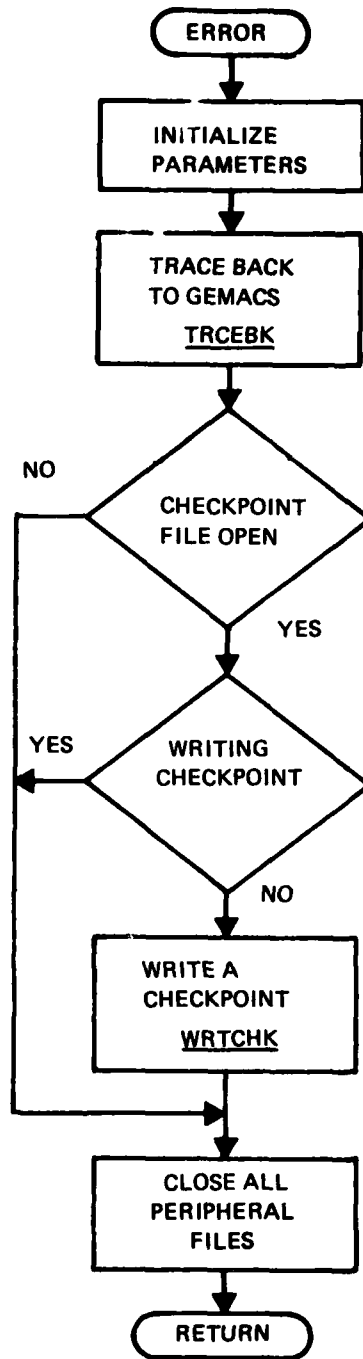 ERROR
INITIALIZE
PARAMETERS
TRACE BACK
TO GEMACS
TRCEBK
NO
CHECKPOINT
FILE OPEN
YES
YES
WRITING
CHECKPOINT
NO
WRITE A
CHECKPOINT
WRTCHK
CLOSE ALL
PERIPHERAL
FILES
RETURN